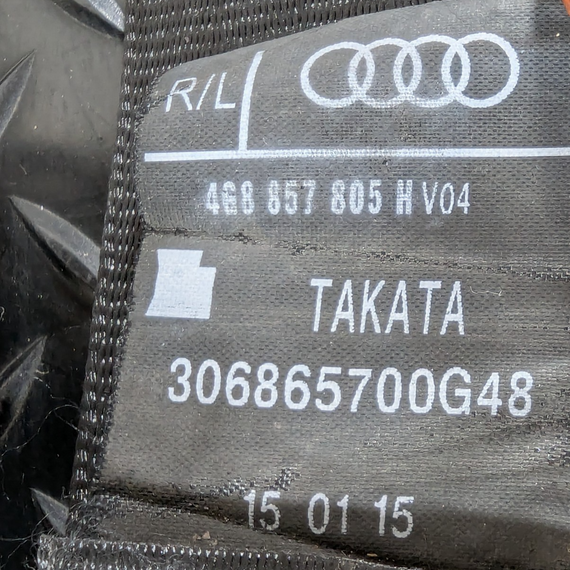 R/L
4G8 857 805 H V04
TAKATA
306865700G48
15 01 15